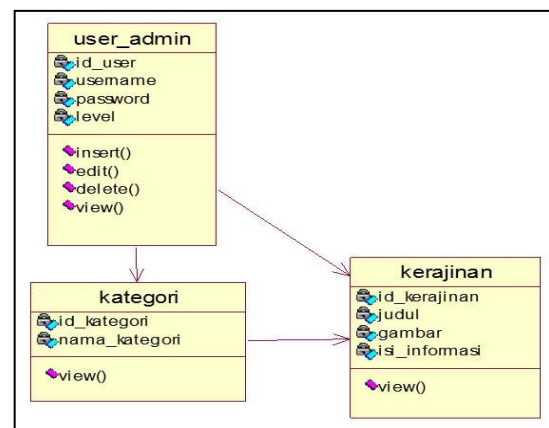 user_admin
id_user
username
password
level
insert()
edit()
delete()
view()
kategori
id_kategori
nama_kategori
view()
kerajinan
id_kerajinan
judul
gambar
isi_informasi
view()